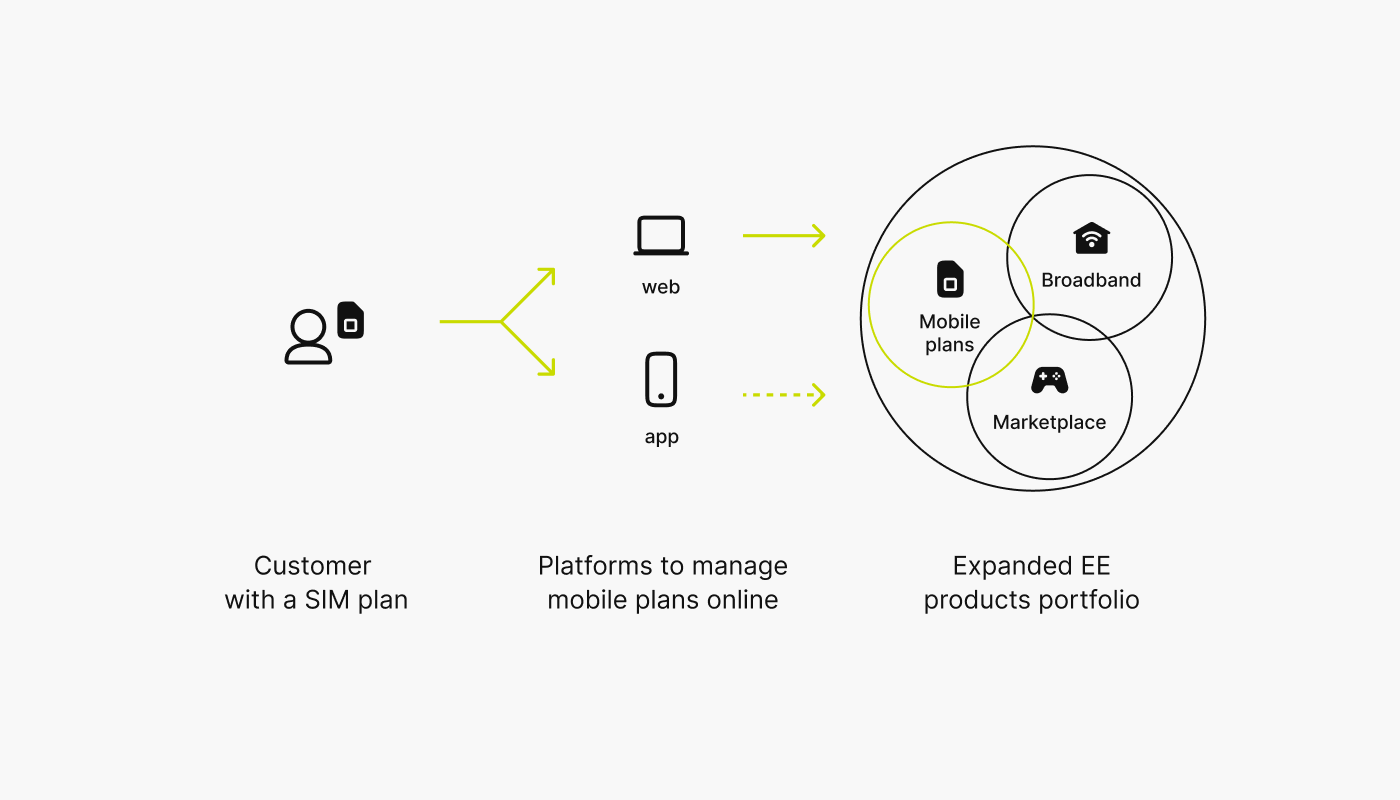 web
app
Mobile
plans
Broadband
Marketplace
Customer
with a SIM plan
Platforms to manage
mobile plans online
Expanded EE
products portfolio